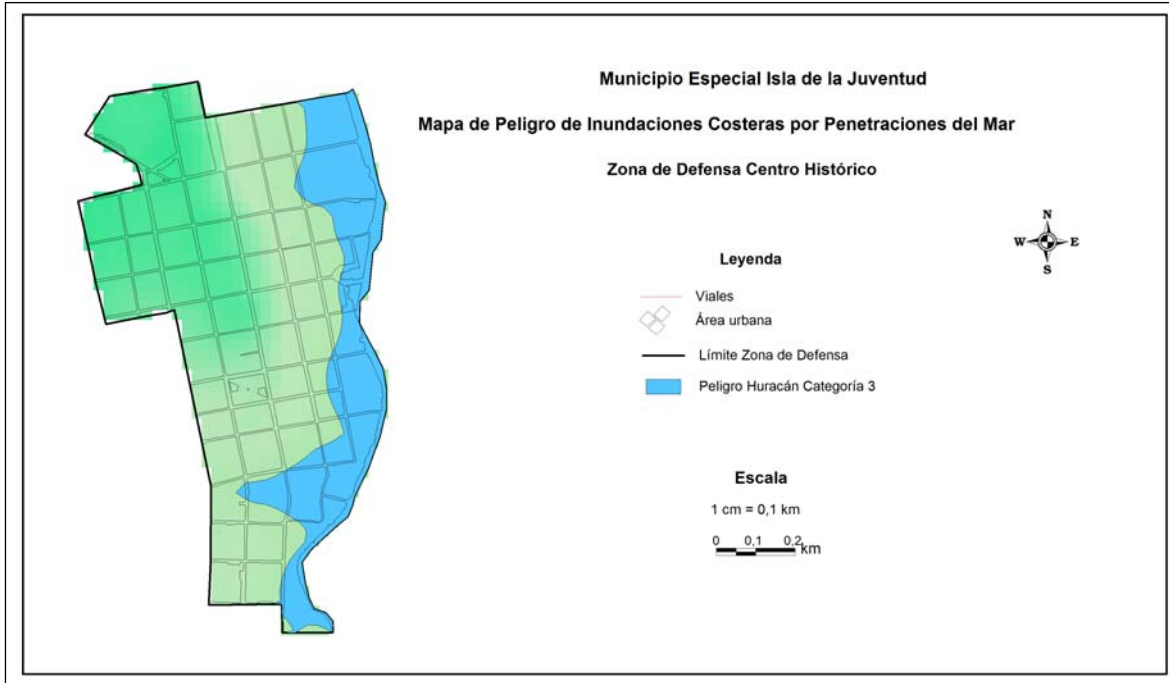 Municipio Especial Isla de la Juventud
Mapa de Peligro de Inundaciones Costeras por Penetraciones del Mar
Zona de Defensa Centro Histórico
N
W E
S
Leyenda
Viales
Área urbana
Límite Zona de Defensa
Peligro Huracán Categoría 3
Escala
1 cm = 0,1 km
0 0,1 0,2
km